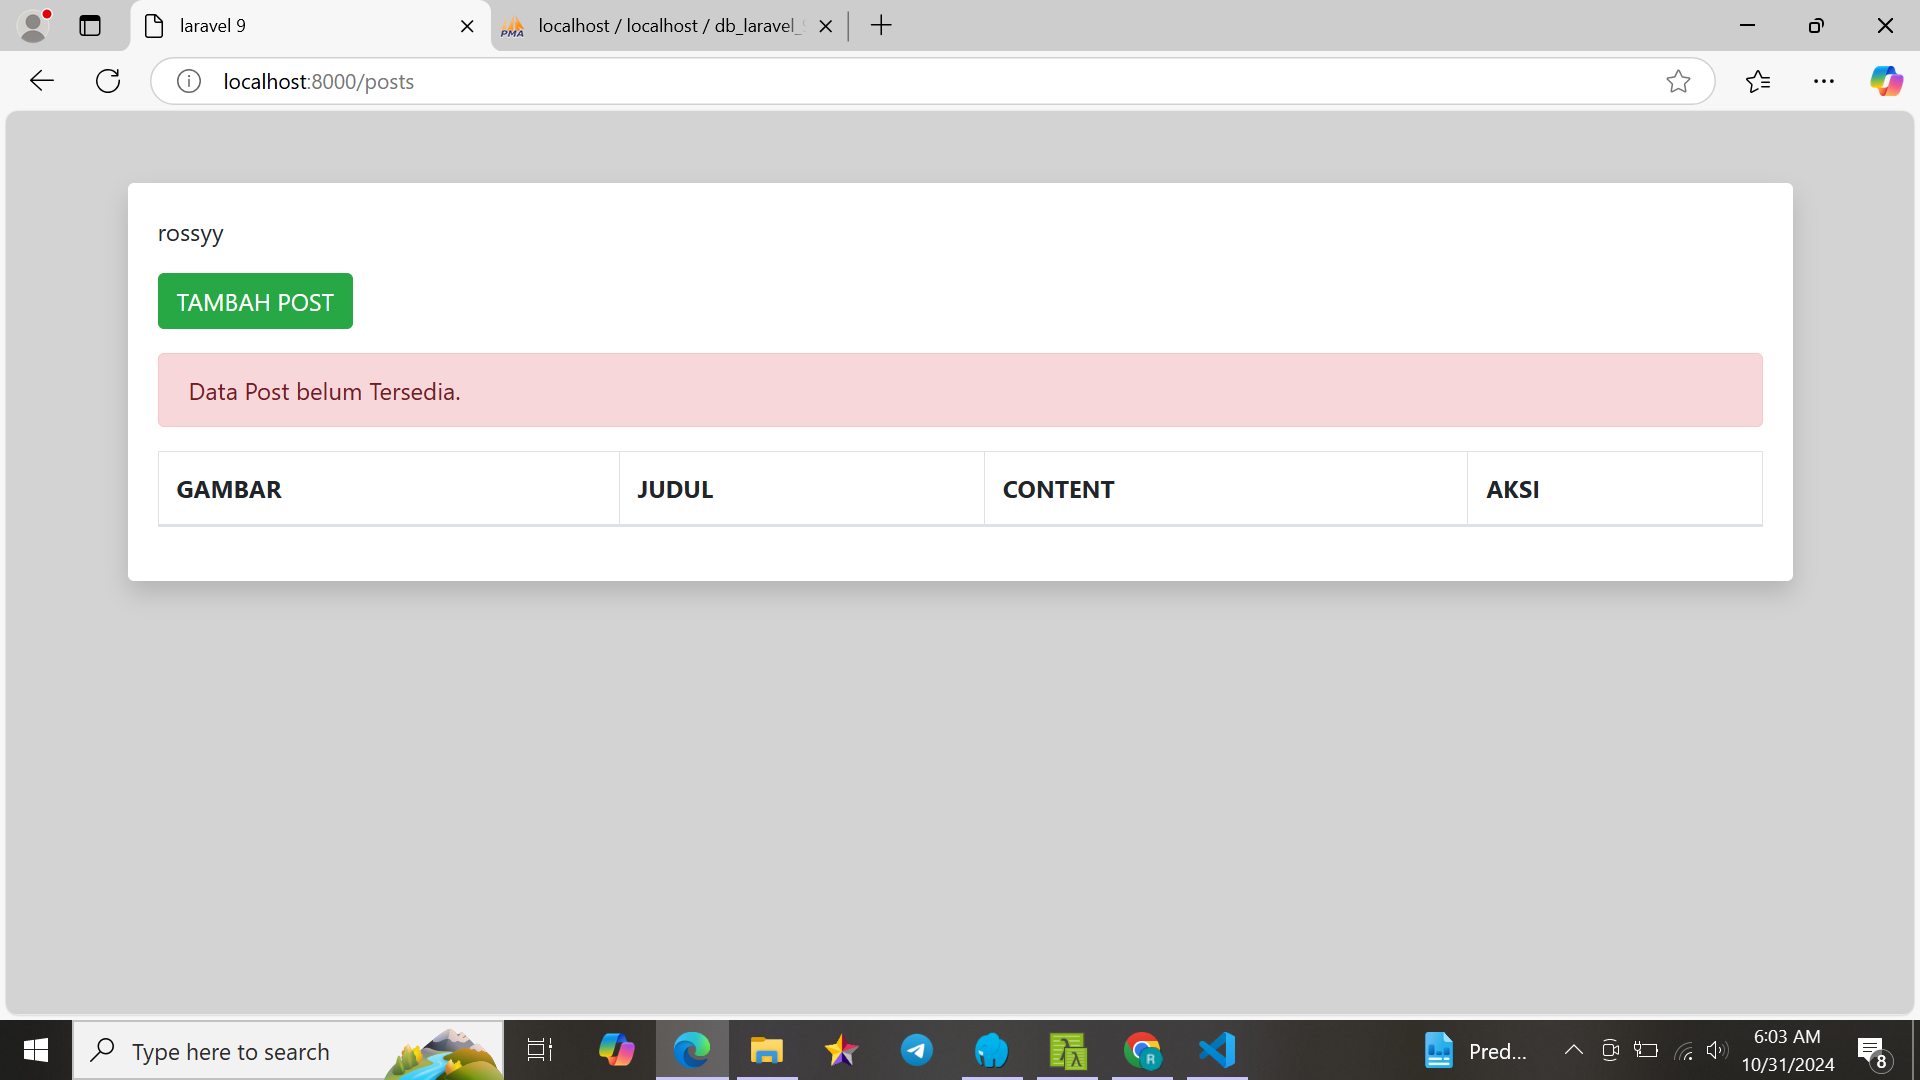 laravel 9
localhost / localhost / db_laravel_
localhost:8000/posts
rossyy
TAMBAH POST
Data Post belum Tersedia.
GAMBAR JUDUL CONTENT AKSI
Type here to search
Pred...
6:03 AM
10/31/2024
8
PMA
R